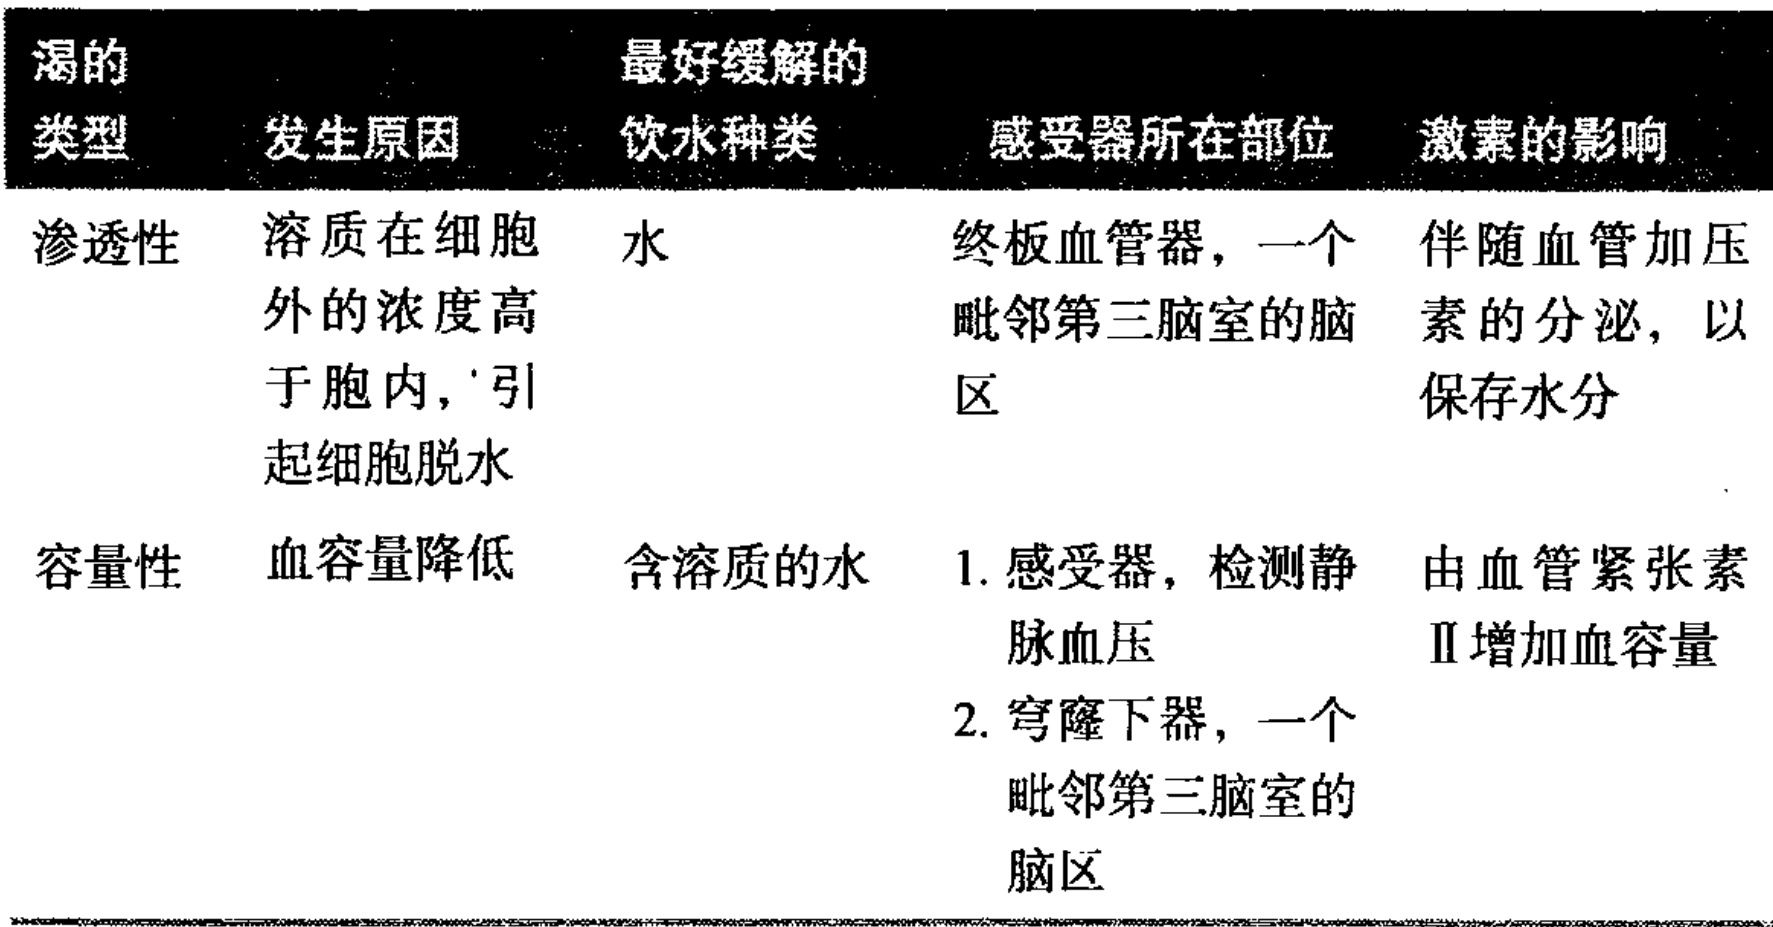 渴的
类型
发生原因
最好缓解的
饮水种类
感受器所在部位
激素的影响
渗透性
溶质在细胞
外的浓度高
于胞内，引
起细胞脱水
水
终板血管器，一个
毗邻第三脑室的脑
区
伴随血管加压
素的分泌，以
保存水分
容量性
血容量降低
含溶质的水
1. 感受器，检测静
脉血压
2. 穹窿下器，一个
毗邻第三脑室的
脑区
由血管紧张素
Ⅱ增加血容量